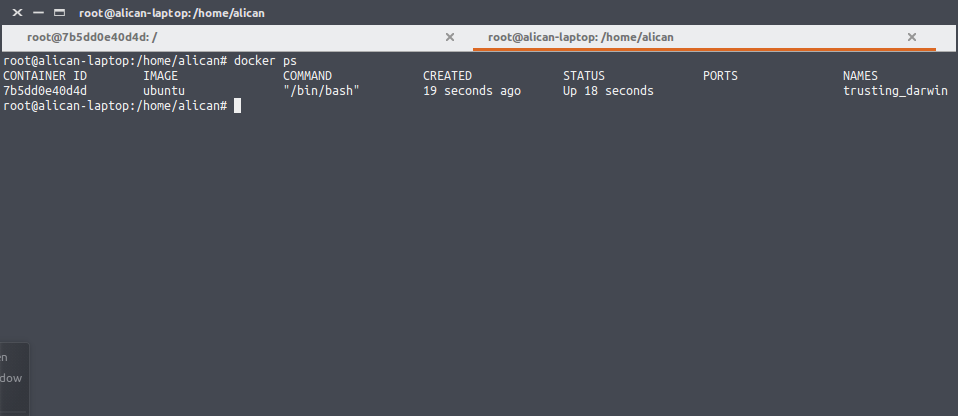 root@alican-laptop: /home/alican
root@7b5dd0e40d4d: / root@alican-laptop: /home/alican
root@alican-laptop:/home/alican# docker ps
CONTAINER ID IMAGE COMMAND CREATED STATUS PORTS NAMES
7b5dd0e40d4d ubuntu "/bin/bash" 19 seconds ago Up 18 seconds trusting_darwin
root@alican-laptop:/home/alican#
en
dow